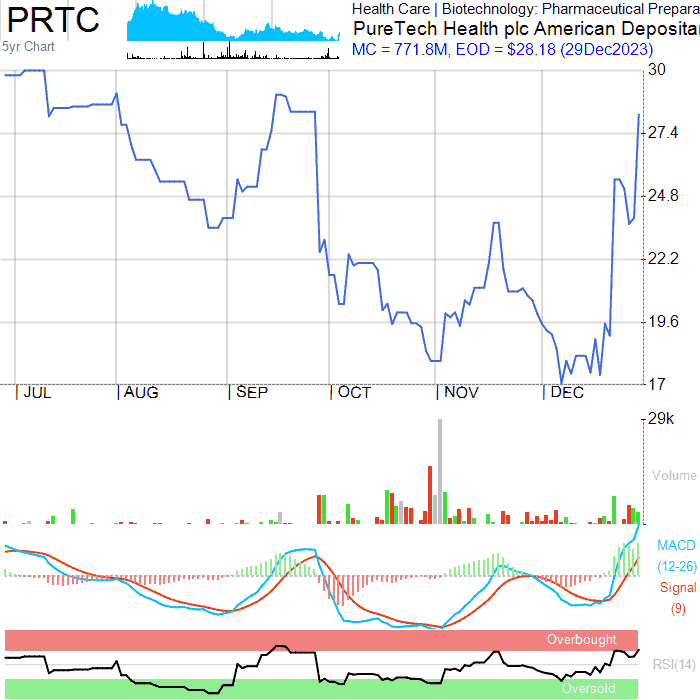 PRTC
5yr Chart
Health Care | Biotechnology: Pharmaceutical Prepara
PureTech Health plc American Depositar
MC = 771.8M, EOD = $28.18 (29Dec2023)
30
27.4
24.8
22.2
19.6
17
JUL
AUG
SEP
OCT
NOV
DEC
29k
Volume
MACD
(12-26)
Signal
(9)
Overbought
RSI(14)
Oversold